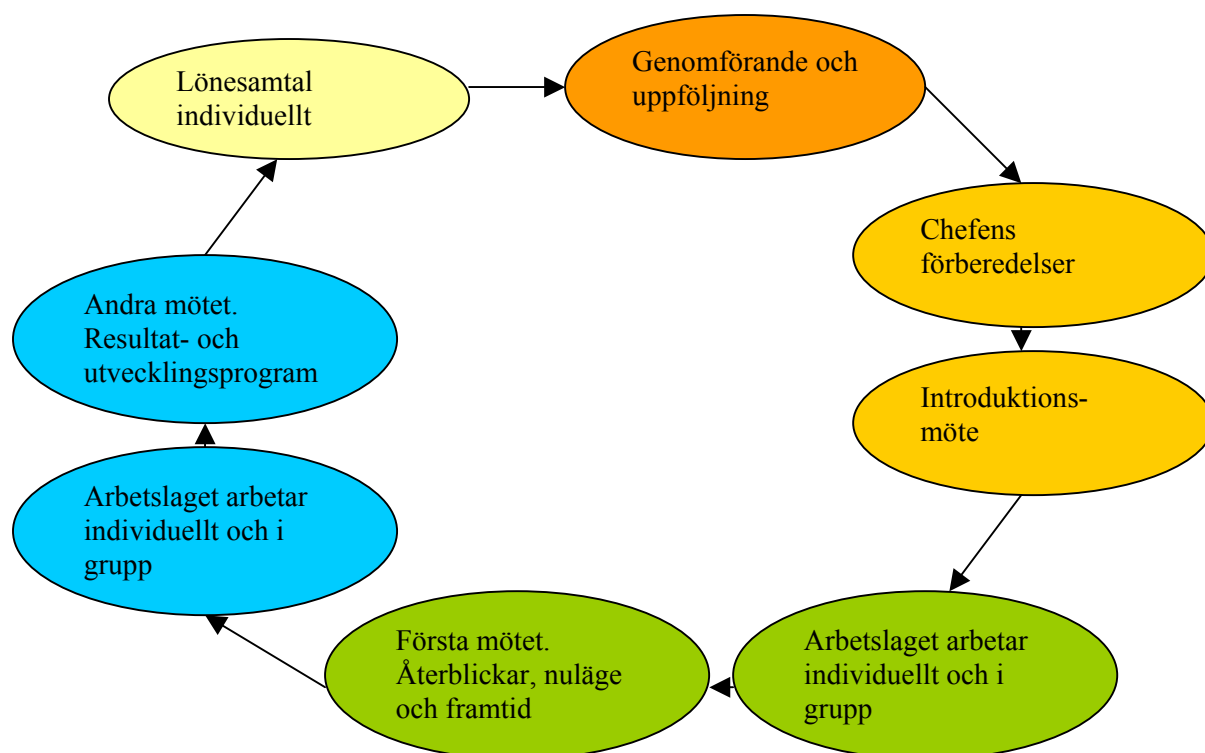 Lönesamtal
individuellt
Genomförande och
uppföljning
Chefens
förberedelser
Introduktions-
möte
Arbetslaget arbetar
individuellt och i
grupp
Första mötet.
Återblickar, nuläge
och framtid
Arbetslaget arbetar
individuellt och i
grupp
Andra mötet.
Resultat- och
utvecklingsprogram